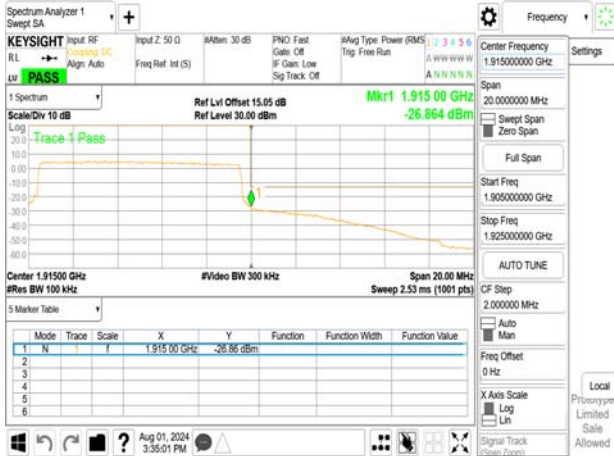 Spectrum Analyzer 1
Swept SA
+
Frequency
KEYSIGHT
RL
PASS
Input: RF
Coupling: DC
Align: Auto
Input Z: 50 Ω
Freq Ref: Int (S)
#Atten: 30 dB
PNO: Fast
Gate: Off
IF Gain: Low
Sig Track: Off
#Avg Type: Power (RMS
Trig: Free Run
1 2 3 4 5 6
A W W W W W
A N N N N N
1 Spectrum
Scale/Div 10 dB
Log
Ref Lvl Offset 15.05 dB
Ref Level 30.00 dBm
Mkr1 1.915 00 GHz
-26.864 dBm
Trace 1 Pass
20.0
10.0
0.00
-10.0
-20.0
-30.0
-40.0
-50.0
-60.0
1
Center 1.91500 GHz
#Res BW 100 kHz
#Video BW 300 kHz
Span 20.00 MHz
Sweep 2.53 ms (1001 pts)
5 Marker Table
Mode Trace Scale X Y Function Function Width Function Value
1 N 1 f 1.915 00 GHz -26.86 dBm
2
3
4
5
6
Aug 01, 2024
3:35:01 PM
Center Frequency
1.915000000 GHz
Settings
Span
20.0000000 MHz
Swept Span
Zero Span
Full Span
Start Freq
1.905000000 GHz
Stop Freq
1.925000000 GHz
AUTO TUNE
CF Step
2.000000 MHz
Auto
Man
Freq Offset
0 Hz
X Axis Scale
Log
Lin
Signal Track
(Span Zoom)
Local
Prototype
Limited
Sale
Allowed